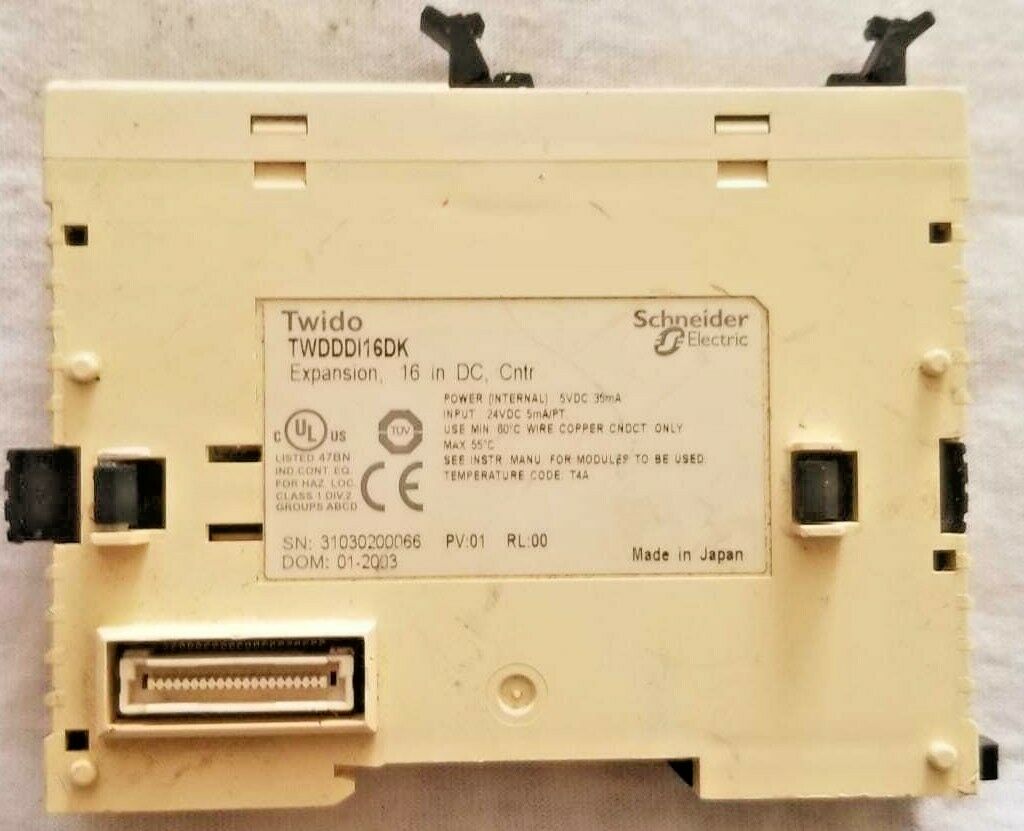 Twido
Schneider
Electric
TWDDDI16DK
Expansion, 16 in DC, Cntr
POWER (INTERNAL) 5VDC 35mA
INPUT 24VDC 5mA/PT
USE MIN 60°C WIRE COPPER CNDCT ONLY
MAX 55°C
SEE INSTR. MANU. FOR MODULES TO BE USED.
TEMPERATURE CODE: T4A
C UL US
TUV
LISTED 47BN
IND.CONT. EQ.
FOR HAZ. LOC.
CLASS 1 DIV.2
GROUPS ABCD
CE
SN: 31030200066 PV:01 RL:00
DOM: 01-2003
Made in Japan